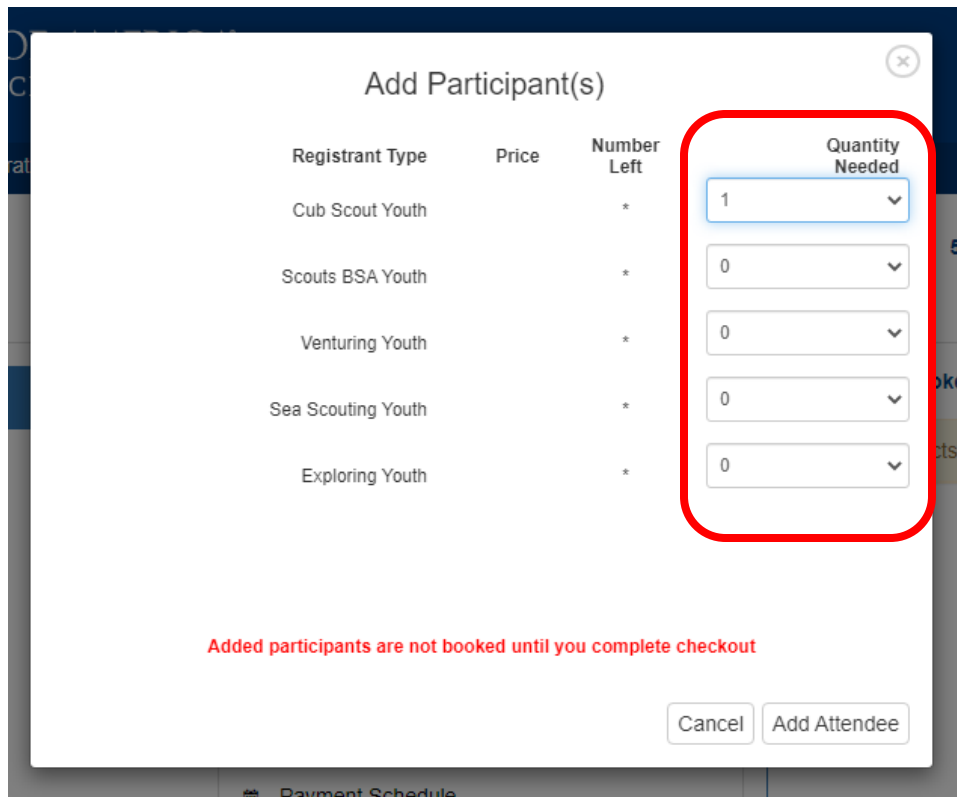 Add Participant(s)
Registrant Type Price Number Left Quantity Needed
Cub Scout Youth * 1
Scouts BSA Youth * 0
Venturing Youth * 0
Sea Scouting Youth * 0
Exploring Youth * 0
Added participants are not booked until you complete checkout
Cancel Add Attendee
Payment Schedule